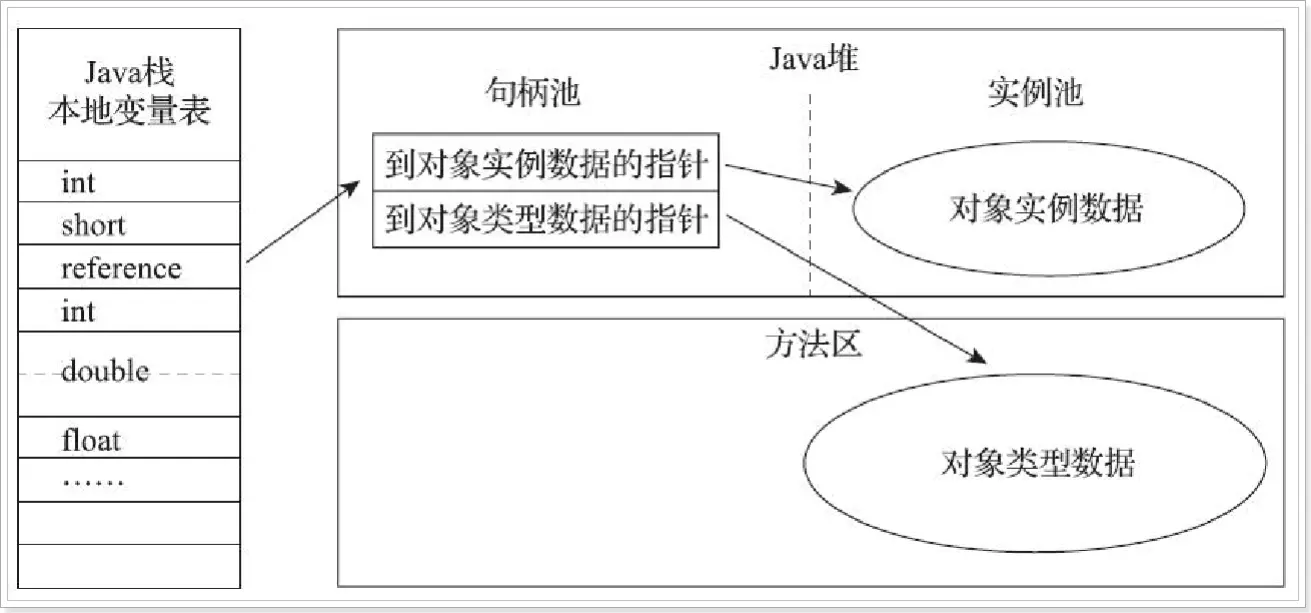 Java栈
本地变量表
int
short
reference
int
double
float
……
Java堆
句柄池
实例池
到对象实例数据的指针
到对象类型数据的指针
对象实例数据
方法区
对象类型数据